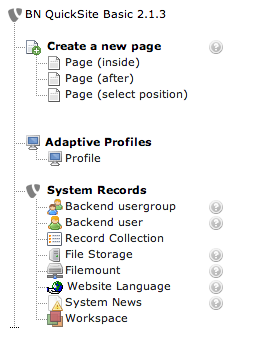 BN QuickSite Basic 2.1.3
Create a new page
Page (inside)
Page (after)
Page (select position)
Adaptive Profiles
Profile
System Records
Backend usergroup
Backend user
Record Collection
File Storage
Filemount
Website Language
System News
Workspace